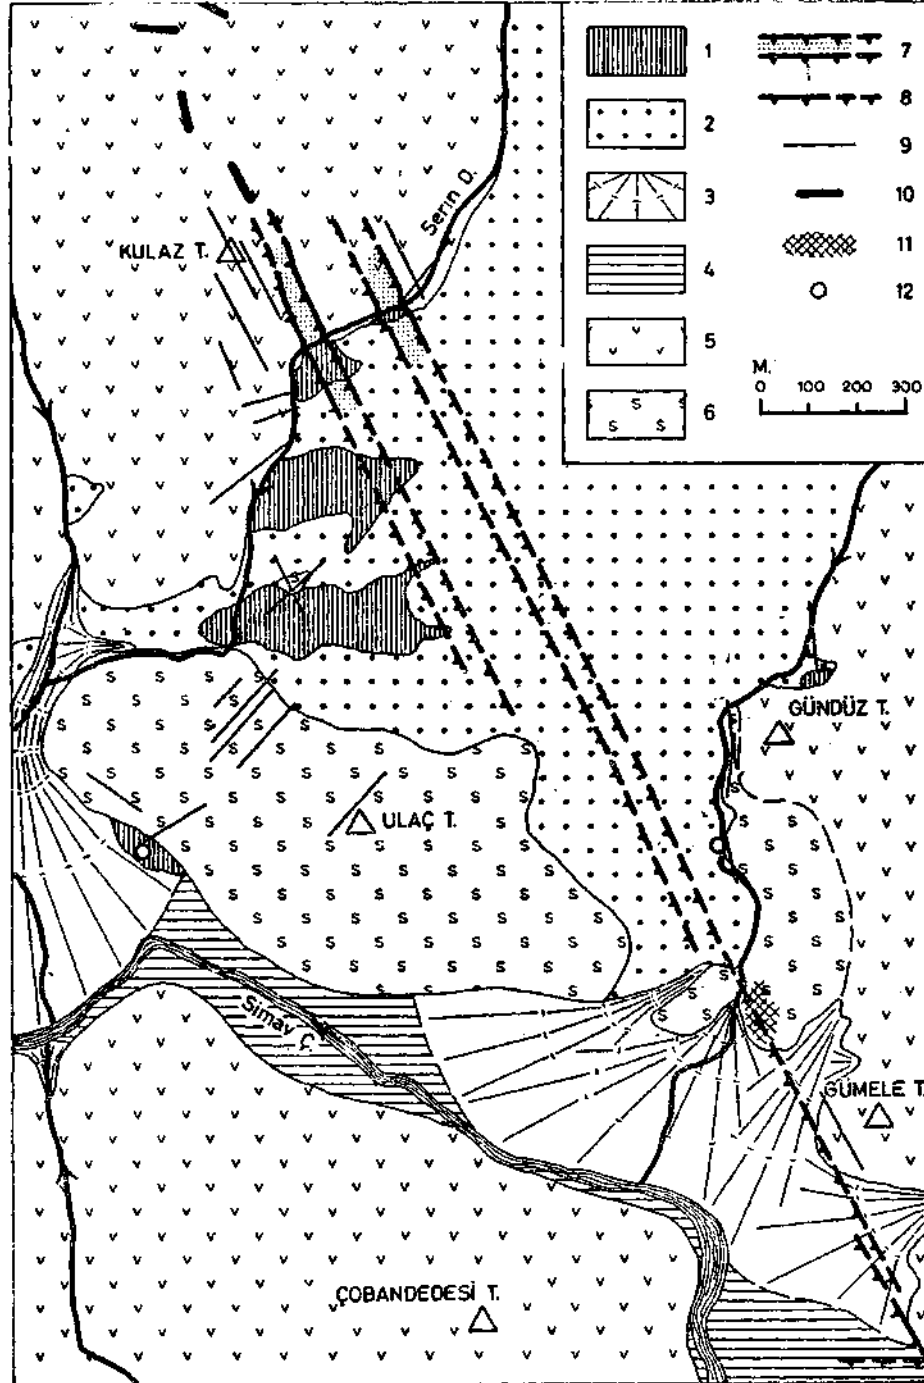 1
2
3
4
5
6
7
8
9
10
11
12
M.
0 100 200 300
Serin D.
KULAZ T.
GÜNDÜZ T.
ULAÇ T.
Simav Ç.
GÜMELE T.
ÇOBANDEDESİ T.